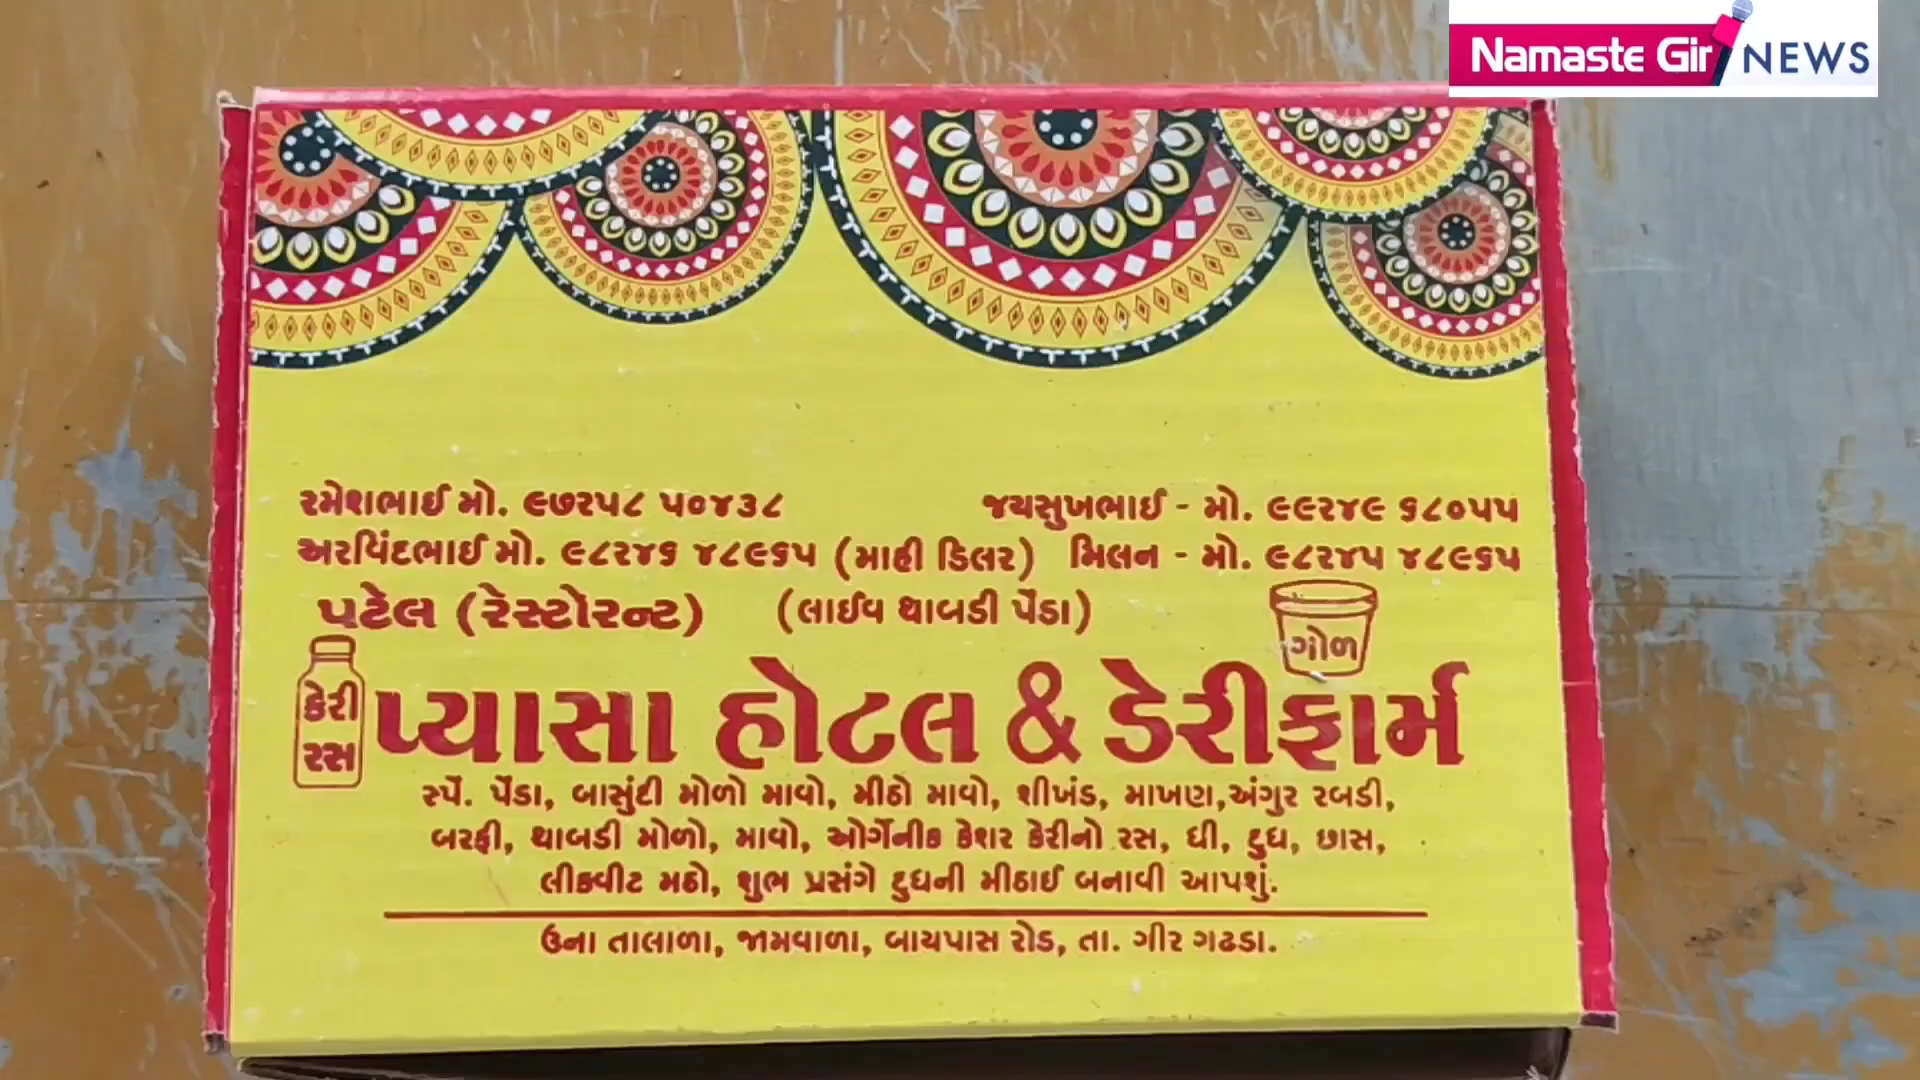 Namaste Gir NEWS
રમેશભાઈ મો. ૯૭૨૫૮ ૫૦૪૩૮
જયસુખભાઈ - મો. ૯૯૨૪૯ ૬૮૦૫૫
અરવિંદભાઈ મો. ૯૮૨૪૬ ૪૮૯૬૫ (માહી ડિલર)
મિલન - મો. ૯૮૨૪૫ ૪૮૯૬૫
પટેલ (રેસ્ટોરન્ટ) (લાઈવ થાબડી પેંડા)
ગોળ
કેરી
રસ
પ્યાસા હોટલ & ડેરીફાર્મ
સ્પે. પેંડા, બાસુંદી મોળો માવો, મીઠો માવો, શીખંડ, માખણ,અંગુર રબડી,
બરફી, થાબડી મોળો, માવો, ઓર્ગેનીક કેશર કેરીનો રસ, ઘી, દુધ, છાસ,
લીકવીટ મઠો, શુભ પ્રસંગે દુધની મીઠાઈ બનાવી આપશું.
ઉના તાલાળા, જામવાળા, બાયપાસ રોડ, તા. ગીર ગઢડા.